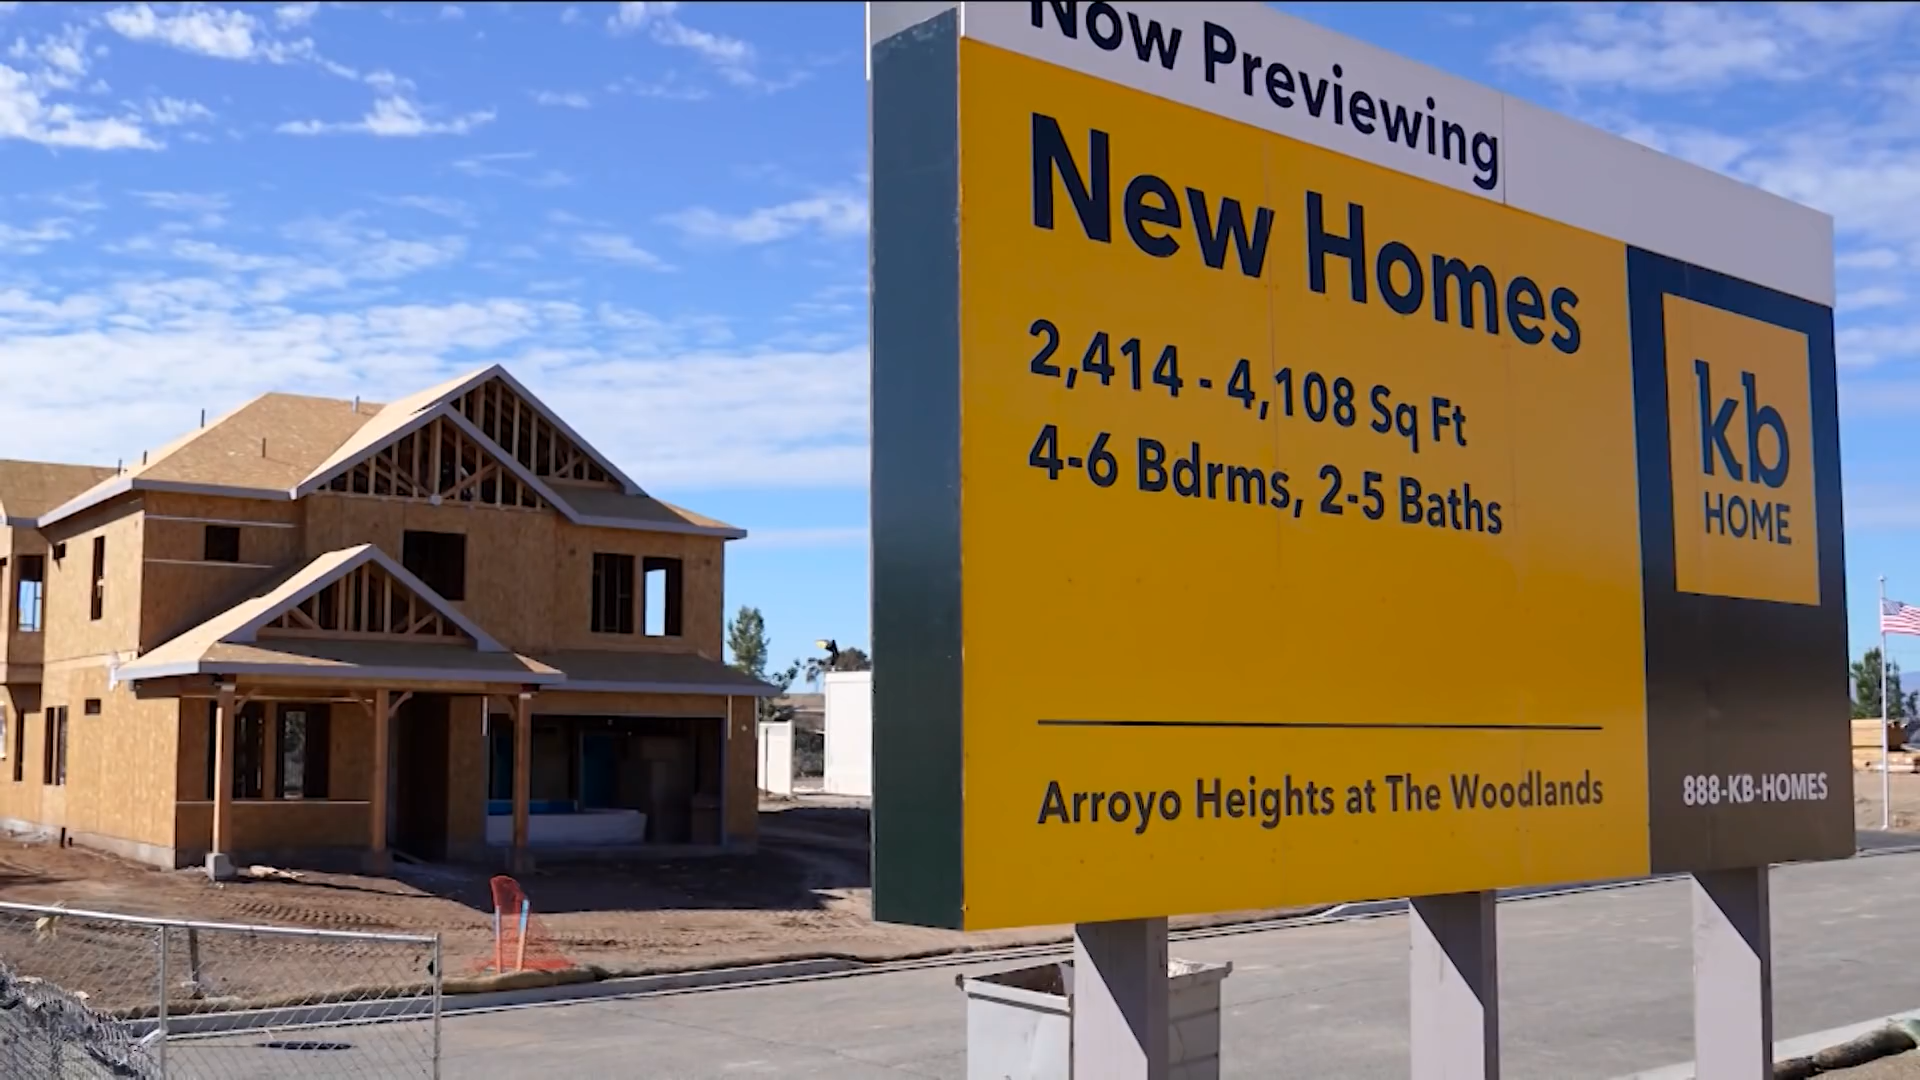 Now Previewing
New Homes
2,414 - 4,108 Sq Ft
4-6 Bdrms, 2-5 Baths
Arroyo Heights at The Woodlands
kb
HOME
888-KB-HOMES